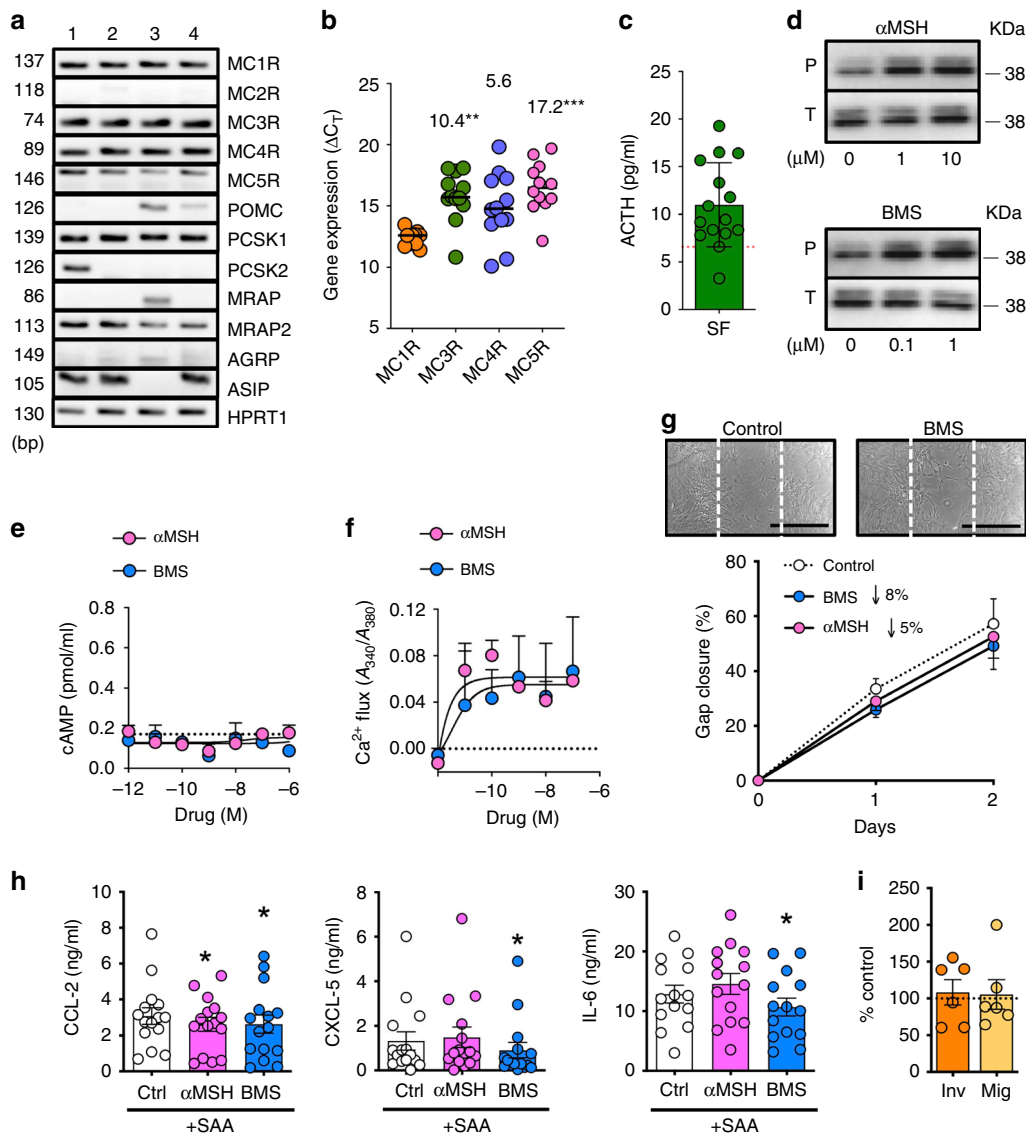 a
1 2 3 4
137 MC1R
118 MC2R
74 MC3R
89 MC4R
146 MC5R
126 POMC
139 PCSK1
126 PCSK2
86 MRAP
113 MRAP2
149 AGRP
105 ASIP
130 HPRT1
(bp)
b
Gene expression (ΔCT)
25
20
15
10
5
10.4**
5.6
17.2***
MC1R MC3R MC4R MC5R
c
ACTH (pg/ml)
25
20
15
10
5
0
SF
d
αMSH KDa
P — 38
T — 38
(μM) 0 1 10
BMS KDa
P — 38
T — 38
(μM) 0 0.1 1
e
αMSH
BMS
cAMP (pmol/ml)
0.8
0.6
0.4
0.2
0.0
–12 –10 –8 –6
Drug (M)
f
αMSH
BMS
Ca2+ flux (A340/A380)
0.12
0.08
0.04
0.00
–10 –8 –6
Drug (M)
g
Control BMS
Gap closure (%)
80
60
40
20
0
Control
BMS ↓ 8%
αMSH ↓ 5%
0 1 2
Days
h
CCL-2 (ng/ml)
10
8
6
4
2
0
* *
Ctrl αMSH BMS
+SAA
CXCL-5 (ng/ml)
8
6
4
2
0
*
Ctrl αMSH BMS
+SAA
IL-6 (ng/ml)
30
20
10
0
*
Ctrl αMSH BMS
+SAA
i
% control
250
200
150
100
50
0
Inv Mig